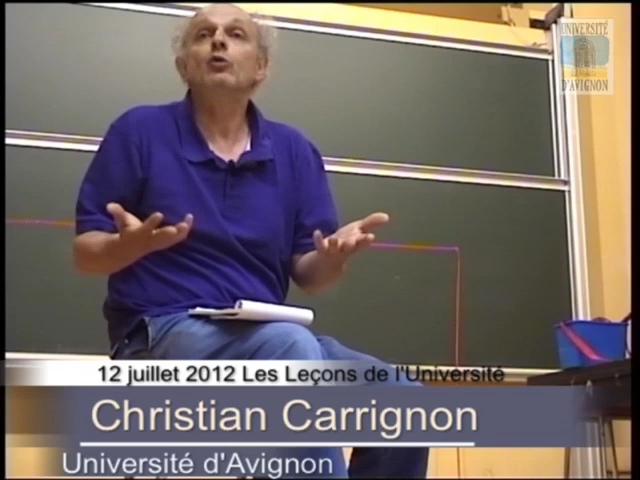 UNIVERSITÉ
D'AVIGNON
12 juillet 2012 Les Leçons de l'Université
Christian Carrignon
Université d'Avignon